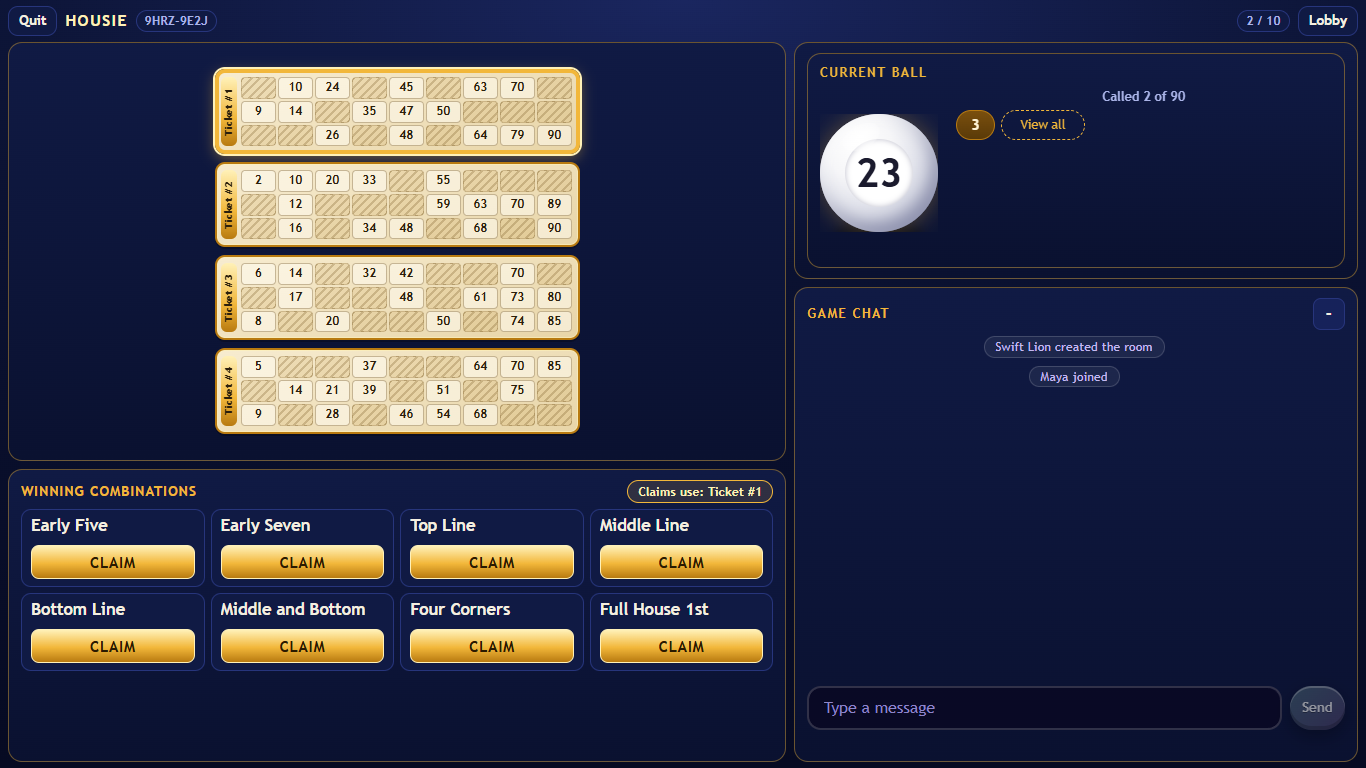 Quit HOUSIE 9HRZ-9E2J 2 / 10 Lobby
Ticket #1
10 24 45 63 70
9 14 35 47 50
26 48 64 79 90
Ticket #2
2 10 20 33 55
12 59 63 70 89
16 34 48 68 90
Ticket #3
6 14 32 42 70
17 48 61 73 80
8 20 50 74 85
Ticket #4
5 37 64 70 85
14 21 39 51 75
9 28 46 54 68
WINNING COMBINATIONS Claims use: Ticket #1
Early Five Early Seven Top Line Middle Line
CLAIM CLAIM CLAIM CLAIM
Bottom Line Middle and Bottom Four Corners Full House 1st
CLAIM CLAIM CLAIM CLAIM
CURRENT BALL
Called 2 of 90
3 View all
23
GAME CHAT -
Swift Lion created the room
Maya joined
Type a message Send